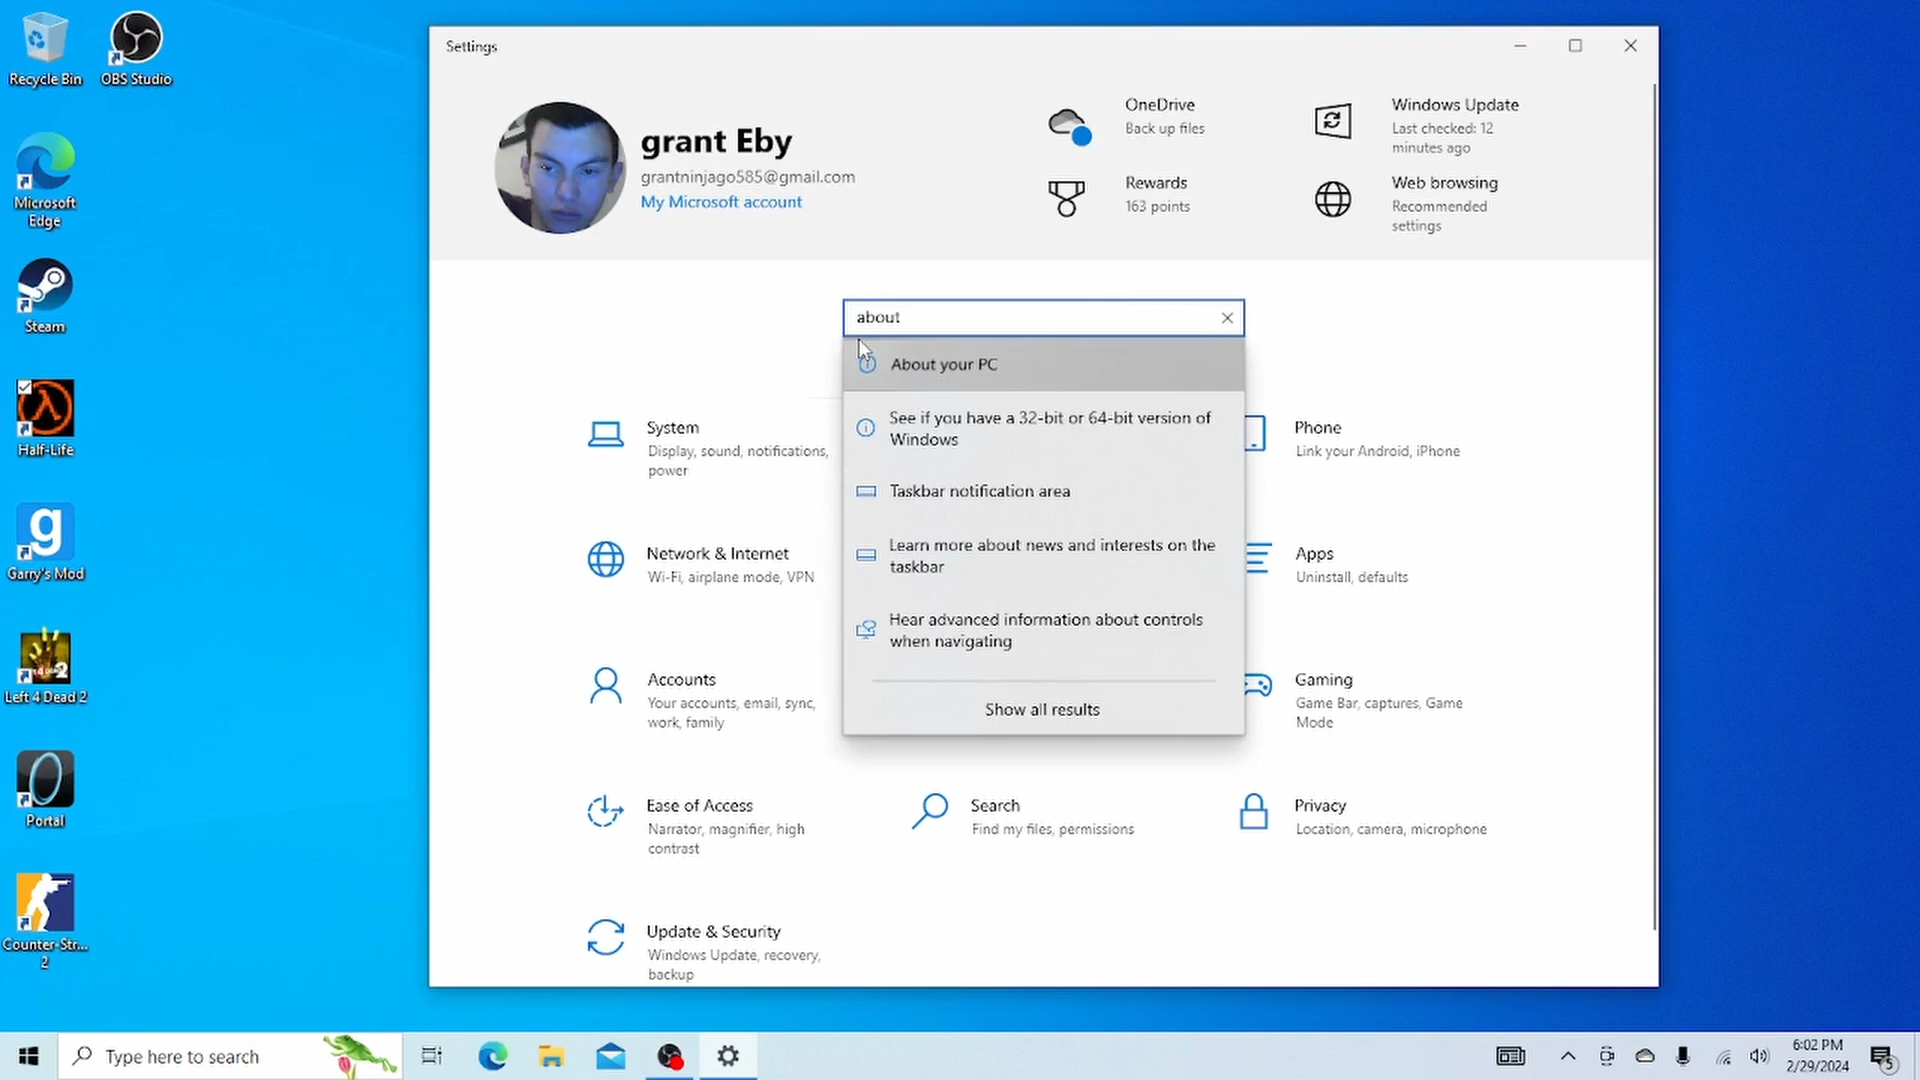 Recycle Bin
OBS Studio
Microsoft
Edge
Steam
Half-Life
Garry's Mod
Left 4 Dead 2
Portal
Counter-Str...
2
Settings
grant Eby
grantninjago585@gmail.com
My Microsoft account
OneDrive
Back up files
Rewards
163 points
Windows Update
Last checked: 12
minutes ago
Web browsing
Recommended
settings
about
About your PC
See if you have a 32-bit or 64-bit version of
Windows
Taskbar notification area
Learn more about news and interests on the
taskbar
Hear advanced information about controls
when navigating
Show all results
System
Display, sound, notifications,
power
Phone
Link your Android, iPhone
Network & Internet
Wi-Fi, airplane mode, VPN
Apps
Uninstall, defaults
Accounts
Your accounts, email, sync,
work, family
Gaming
Game Bar, captures, Game
Mode
Ease of Access
Narrator, magnifier, high
contrast
Search
Find my files, permissions
Privacy
Location, camera, microphone
Update & Security
Windows Update, recovery,
backup
Type here to search
6:02 PM
2/29/2024
5